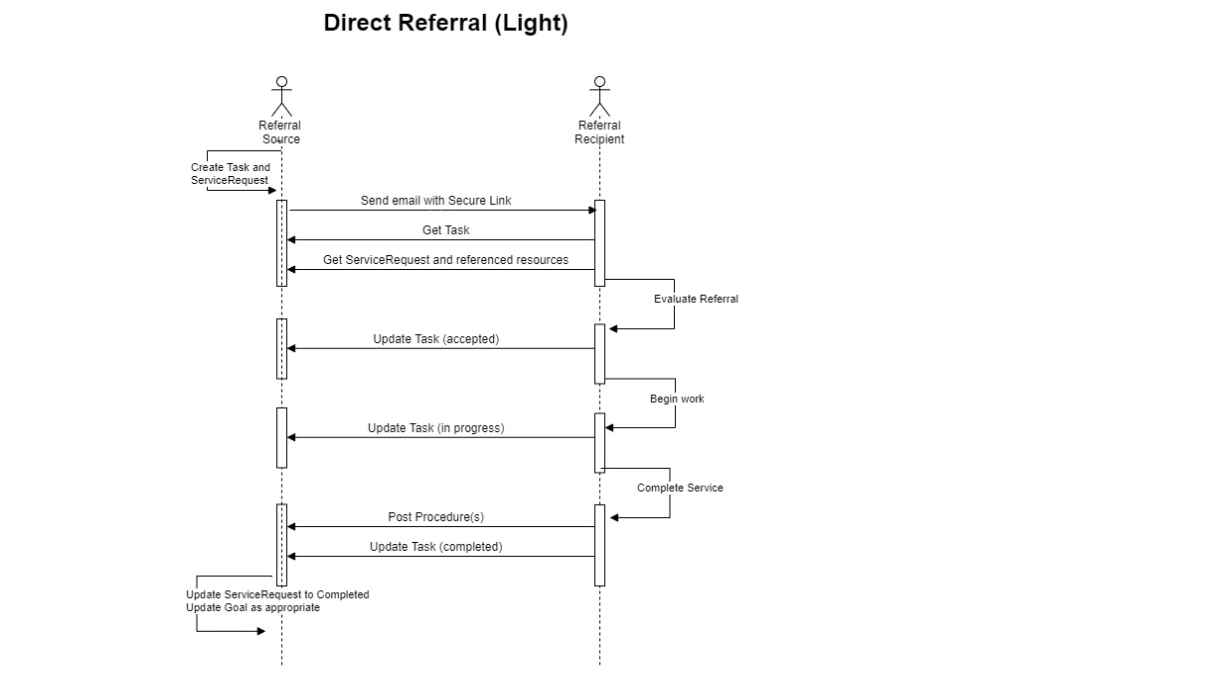 Direct Referral (Light)
Referral
Source
Referral
Recipient
Create Task and
ServiceRequest
Send email with Secure Link
Get Task
Get ServiceRequest and referenced resources
Evaluate Referral
Update Task (accepted)
Begin work
Update Task (in progress)
Complete Service
Post Procedure(s)
Update Task (completed)
Update ServiceRequest to Completed
Update Goal as appropriate